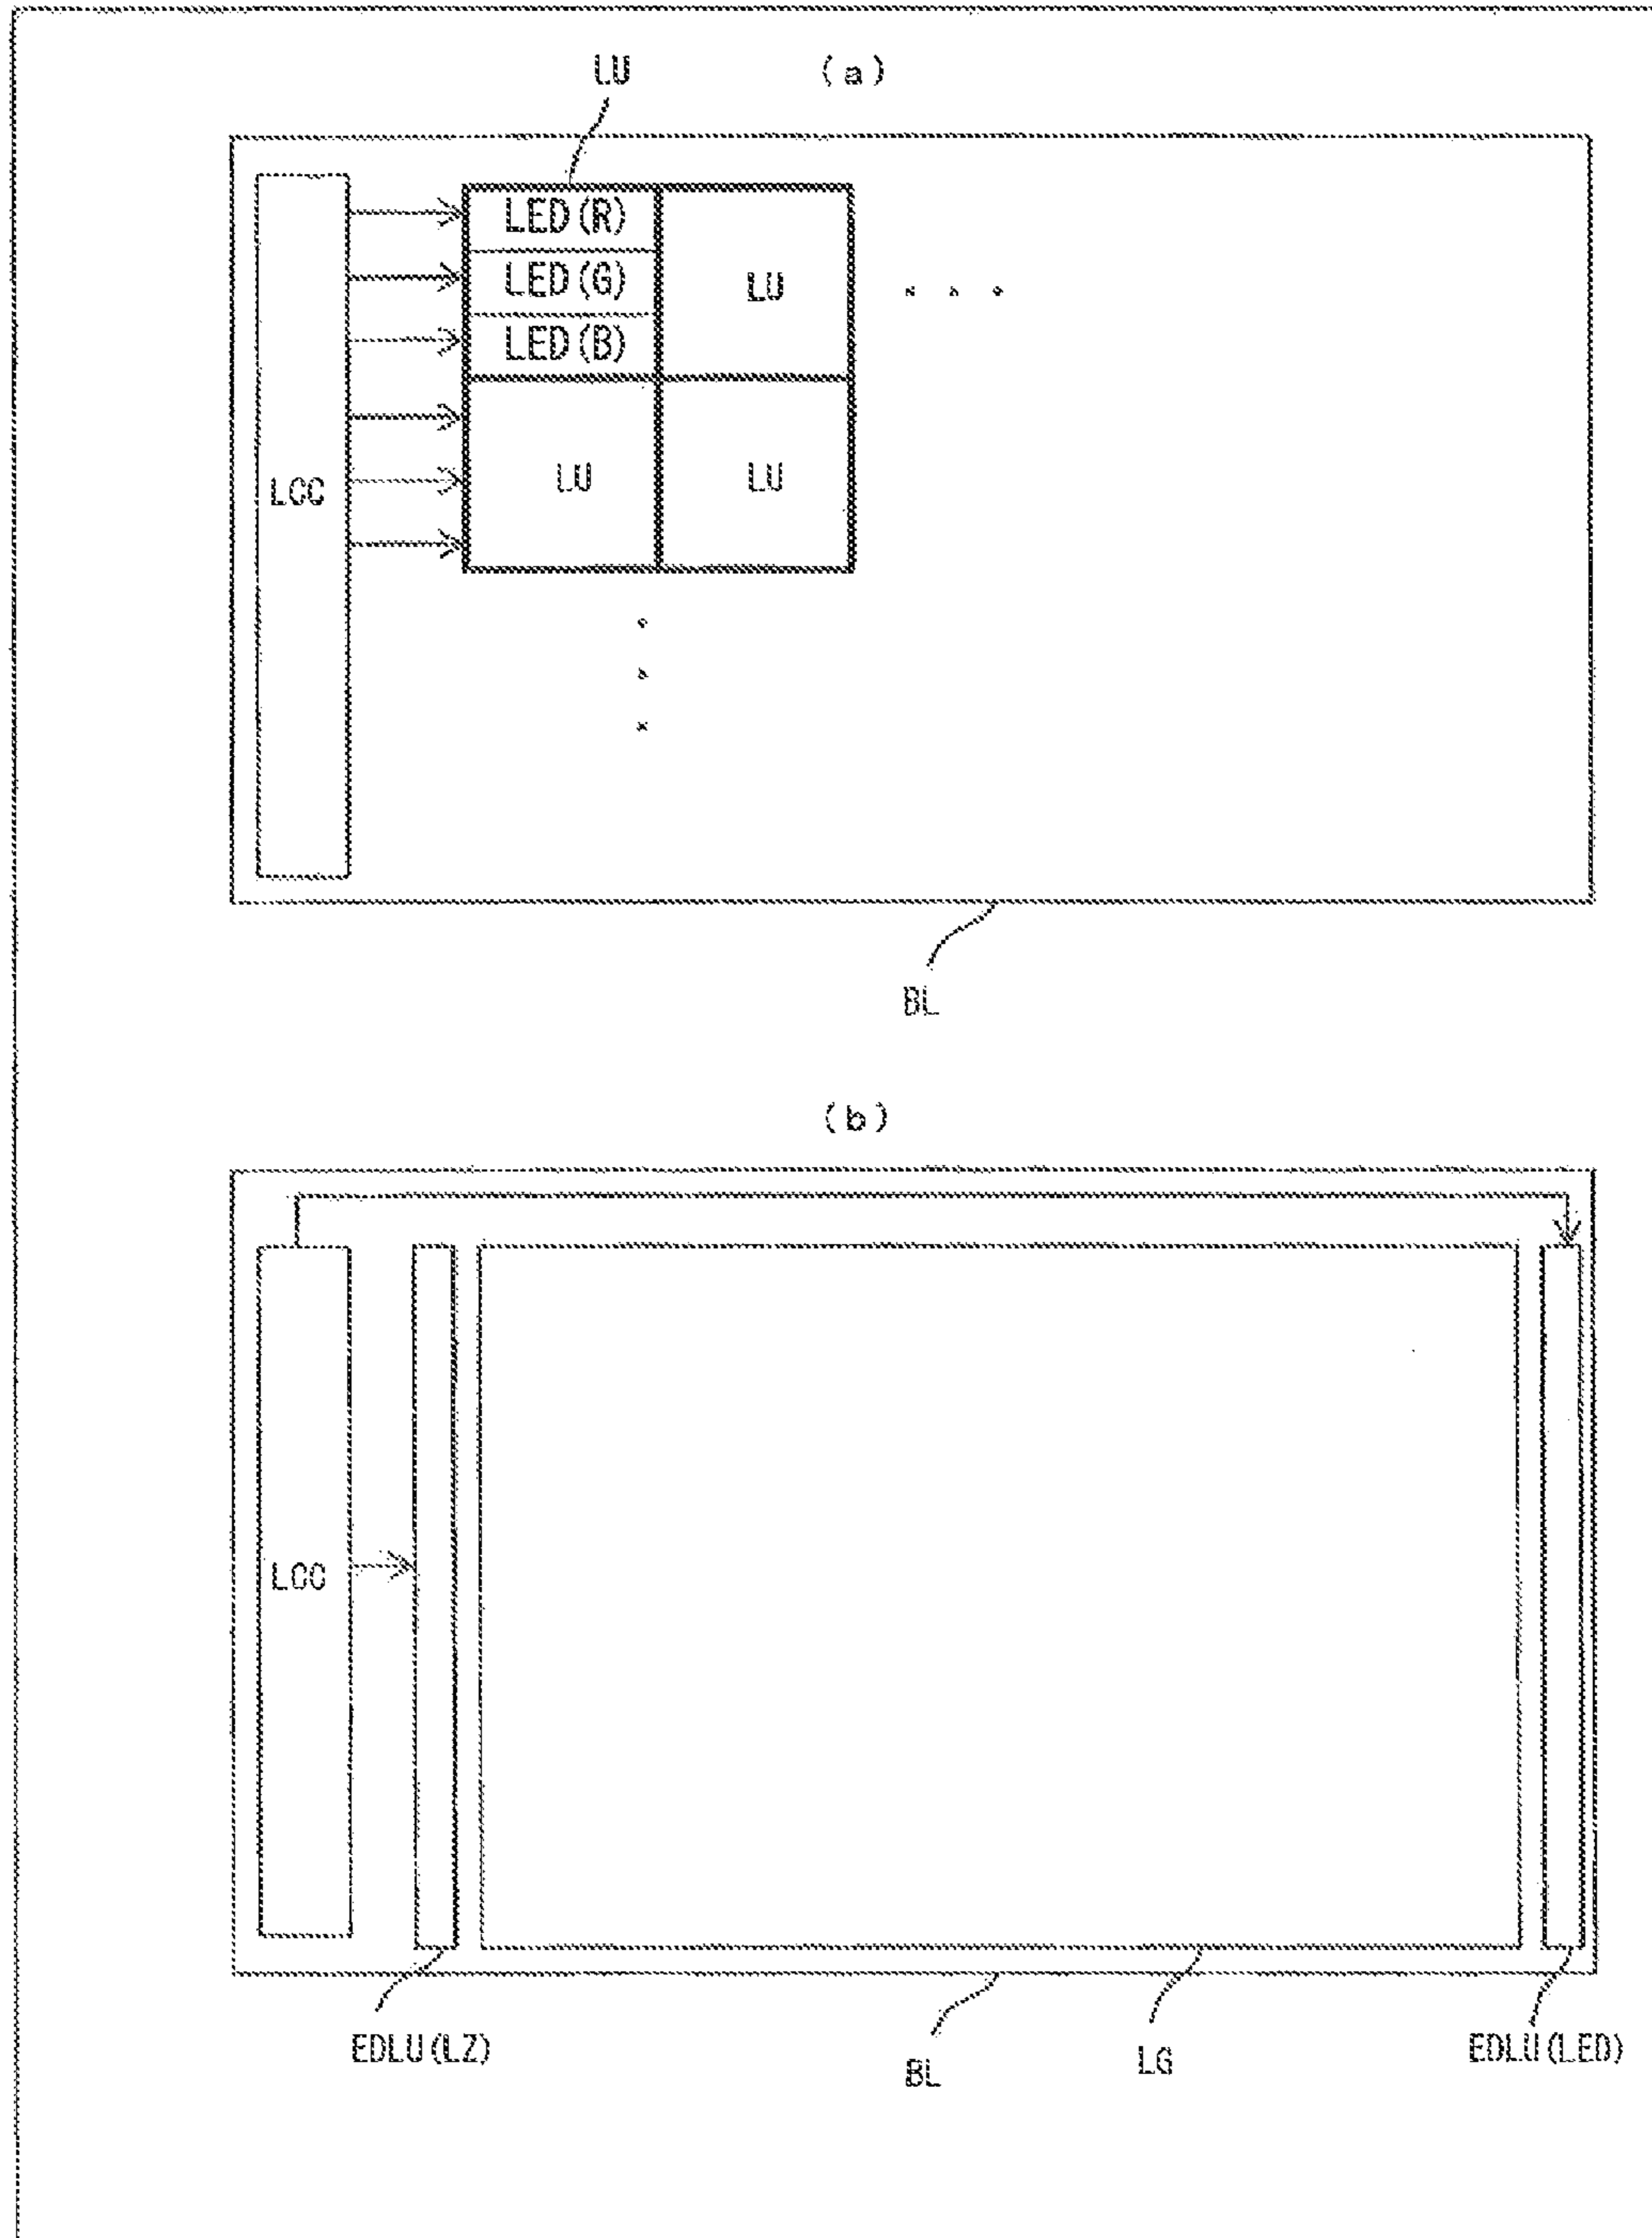 LU
(a)
LED(R)
LED(G)
LED(B)
LU
LCC
LU
LU
BL
(b)
LCC
EDLU(LZ)
BL
LG
EDLU(LED)